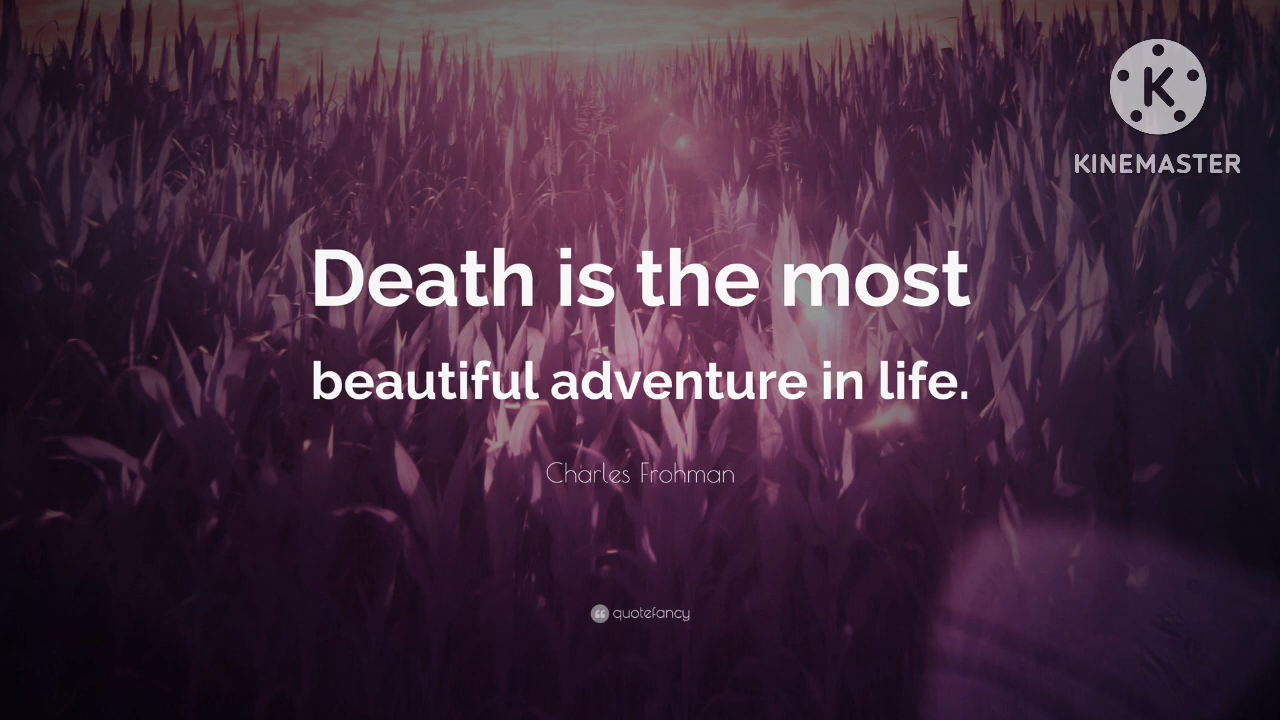 KINEMASTER
Death is the most
beautiful adventure in life.
Charles Frohman
quotefancy